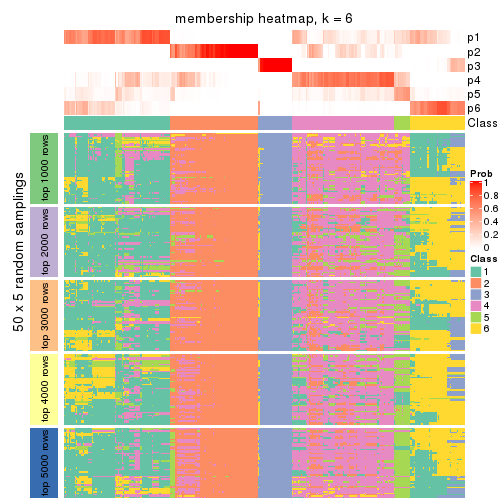 membership heatmap, k = 6
p1
p2
p3
p4
p5
p6
Class
50 x 5 random samplings
top 1000 rows
top 2000 rows
top 3000 rows
top 4000 rows
top 5000 rows
Prob
1
0.8
0.6
0.4
0.2
0
Class
1
2
3
4
5
6